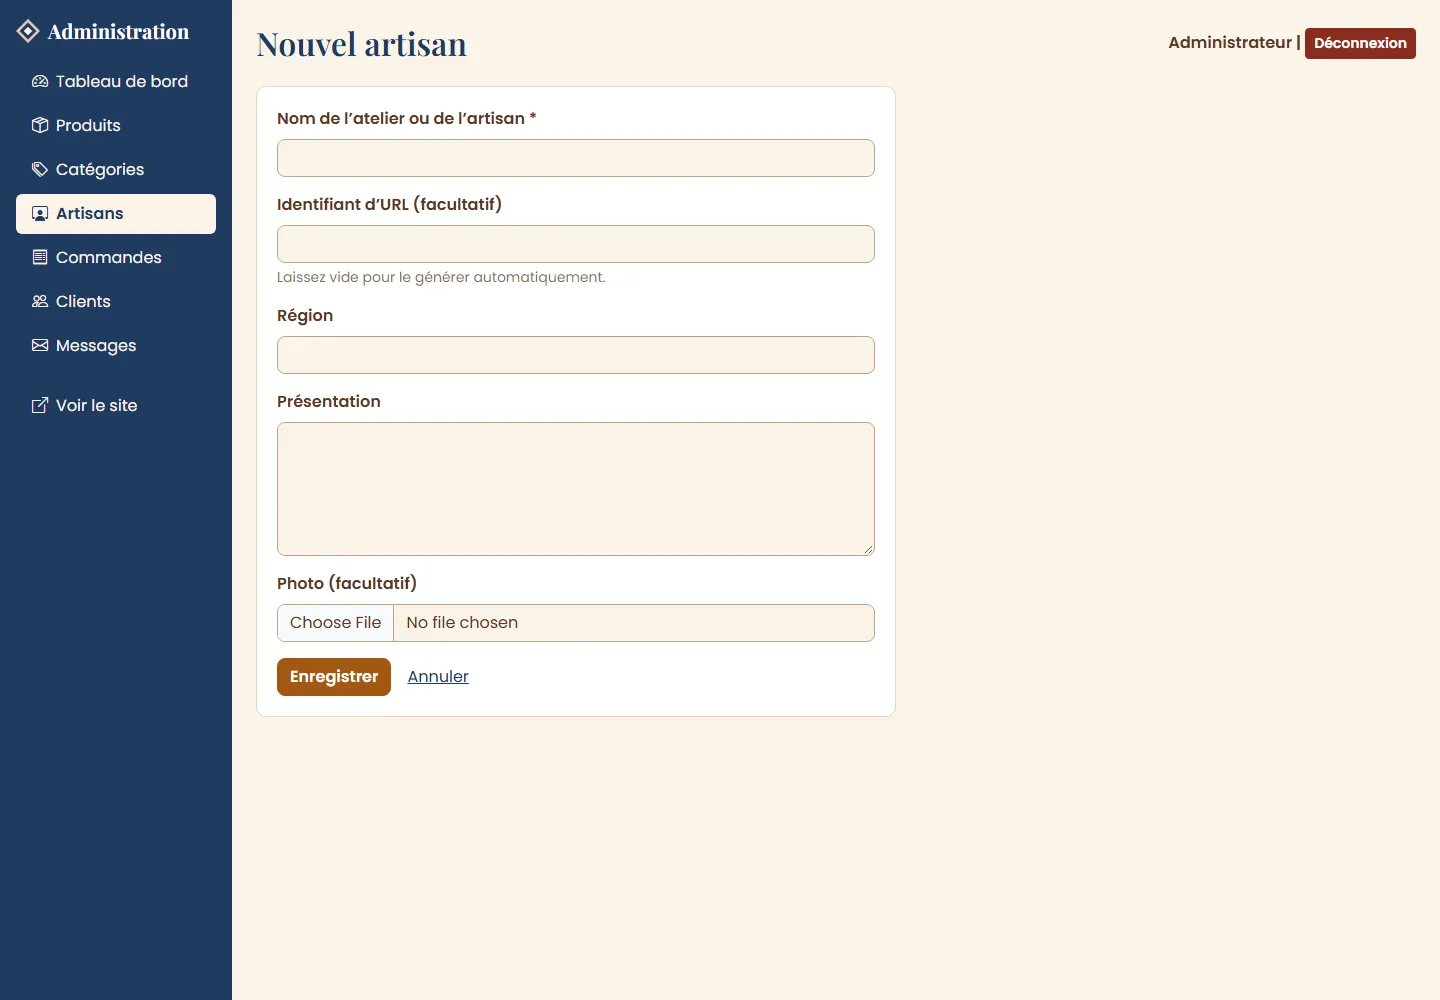 Administration
Tableau de bord
Produits
Catégories
Artisans
Commandes
Clients
Messages
Voir le site
Nouvel artisan
Administrateur | Déconnexion
Nom de l’atelier ou de l’artisan *
Identifiant d’URL (facultatif)
Laissez vide pour le générer automatiquement.
Région
Présentation
Photo (facultatif)
Choose File No file chosen
Enregistrer Annuler